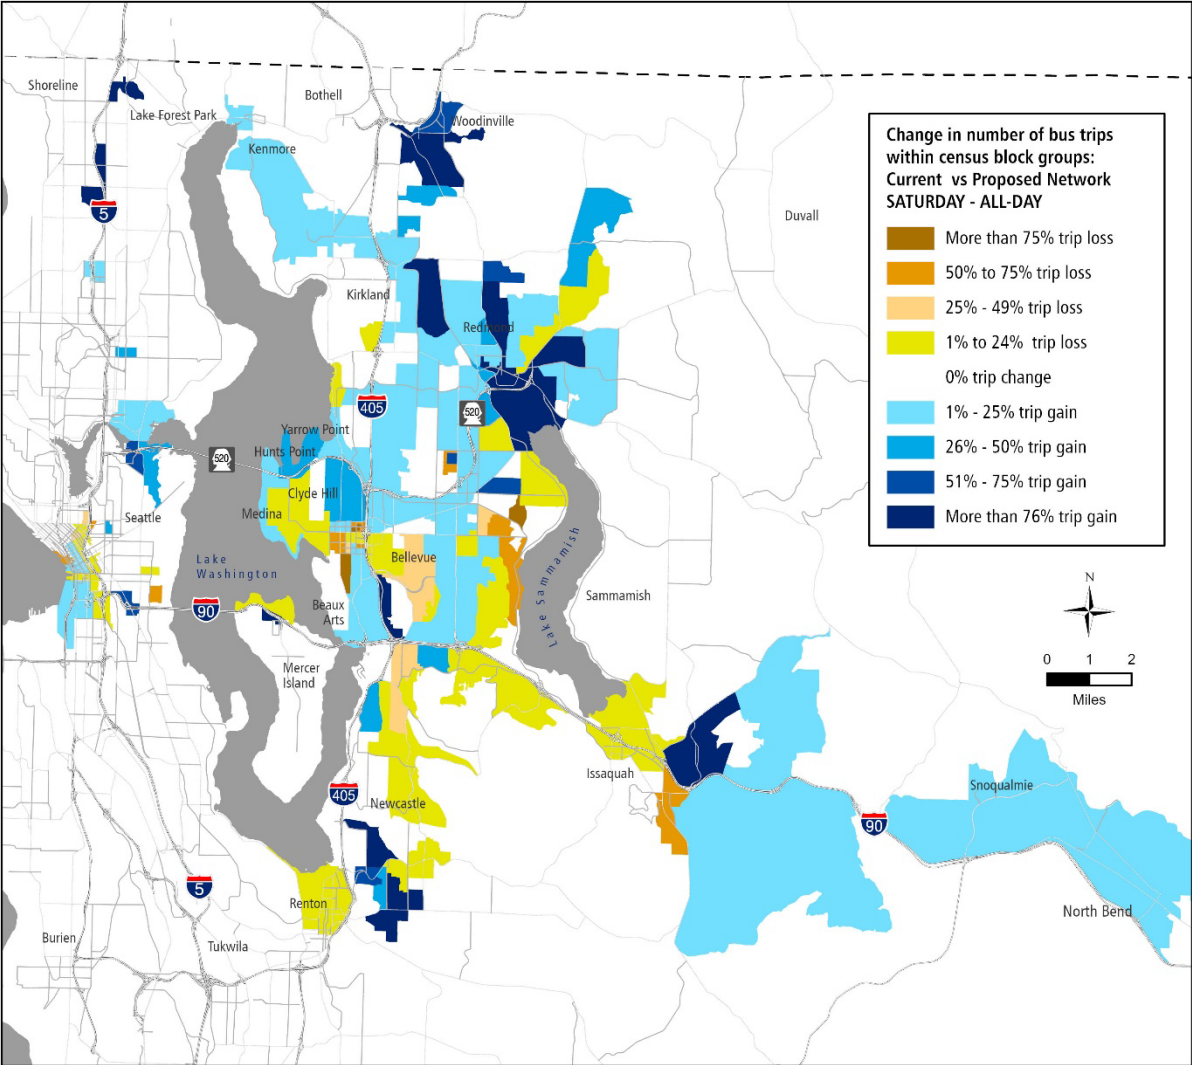 Shoreline
Bothell
Lake Forest Park
Woodinville
Kenmore
5
Duvall
Kirkland
Redmond
405
520
Yarrow Point
Hunts Point
520
Clyde Hill
Medina
Seattle
Lake
Washington
Bellevue
Lake Sammamish
Sammamish
90
Beaux
Arts
Mercer
Island
Issaquah
Snoqualmie
405
Newcastle
90
5
Renton
North Bend
Burien
Tukwila
Change in number of bus trips
within census block groups:
Current vs Proposed Network
SATURDAY - ALL-DAY
More than 75% trip loss
50% to 75% trip loss
25% - 49% trip loss
1% to 24% trip loss
0% trip change
1% - 25% trip gain
26% - 50% trip gain
51% - 75% trip gain
More than 76% trip gain
N
0 1 2
Miles